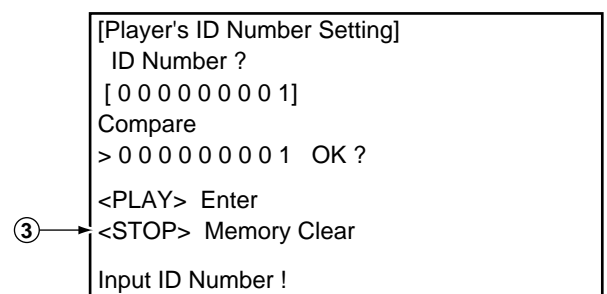 [Player's ID Number Setting]
ID Number ?
[ 0 0 0 0 0 0 0 0 1]
Compare
> 0 0 0 0 0 0 0 0 1 OK ?
<PLAY> Enter
③ <STOP> Memory Clear
Input ID Number !